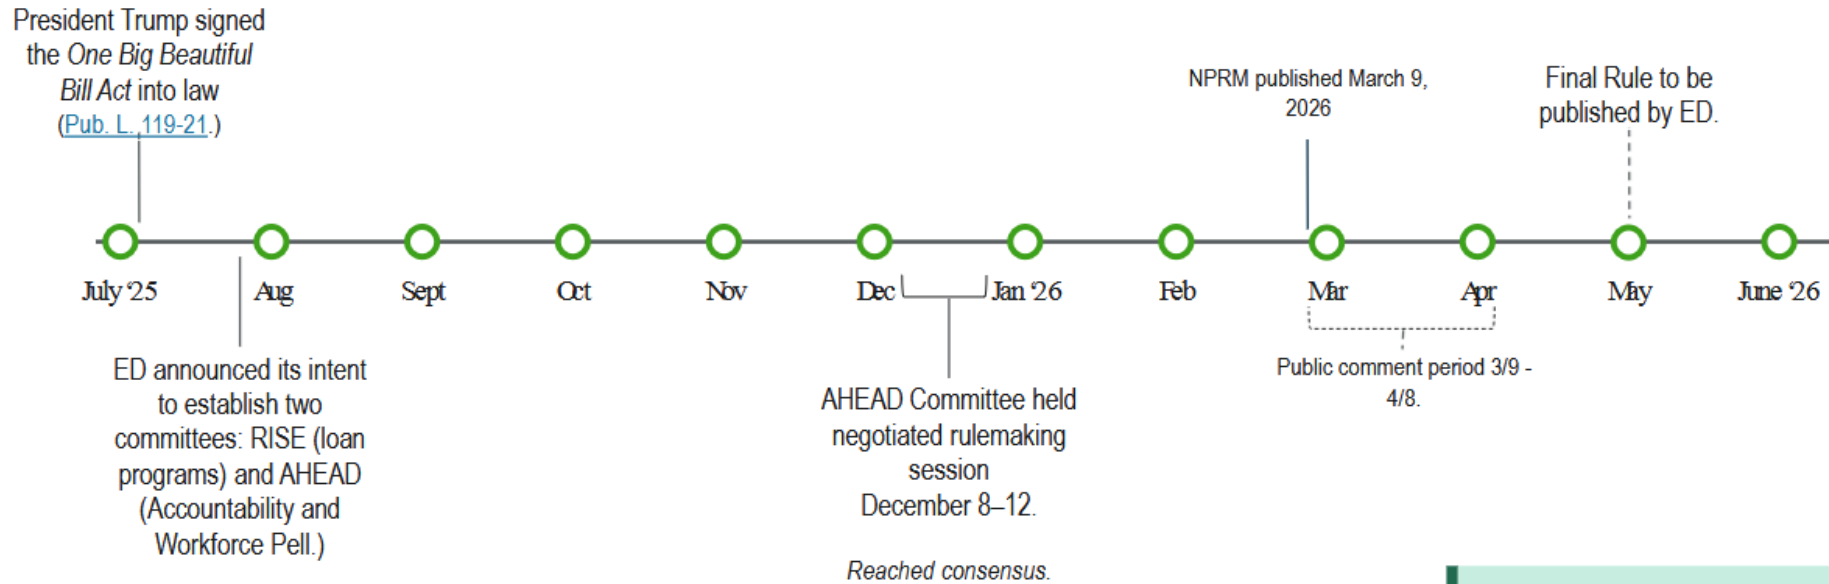 President Trump signed
the One Big Beautiful
Bill Act into law
(Pub. L. 119-21.)
NPRM published March 9,
2026
Final Rule to be
published by ED.
July ‘25
Aug
Sept
Oct
Nov
Dec
Jan ‘26
Feb
Mar
Apr
May
June ‘26
ED announced its intent
to establish two
committees: RISE (loan
programs) and AHEAD
(Accountability and
Workforce Pell.)
AHEAD Committee held
negotiated rulemaking
session
December 8–12.
Reached consensus.
Public comment period 3/9 -
4/8.